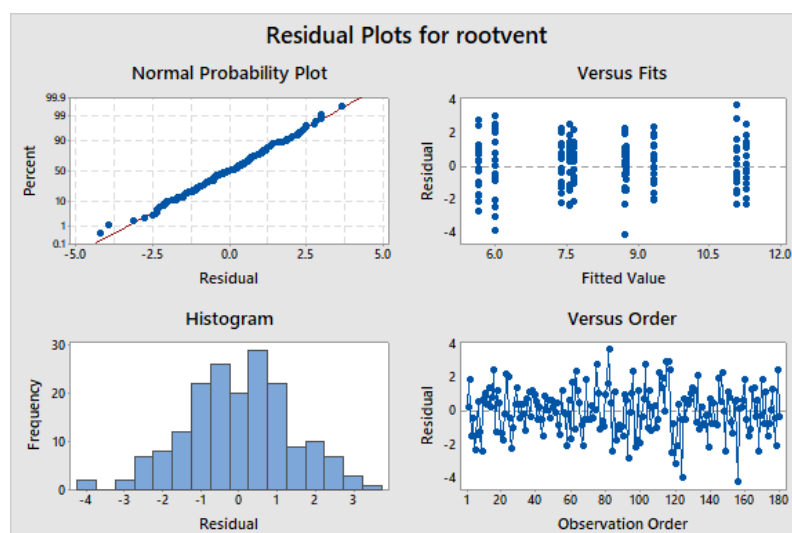 Residual Plots for rootvent
Normal Probability Plot
99.9
99
90
50
10
1
0.1
Percent
-5.0 -2.5 0.0 2.5 5.0
Residual
Versus Fits
4
2
0
-2
-4
Residual
6.0 7.5 9.0 10.5 12.0
Fitted Value
Histogram
30
20
10
0
Frequency
-4 -3 -2 -1 0 1 2 3
Residual
Versus Order
4
2
0
-2
-4
Residual
1 20 40 60 80 100 120 140 160 180
Observation Order